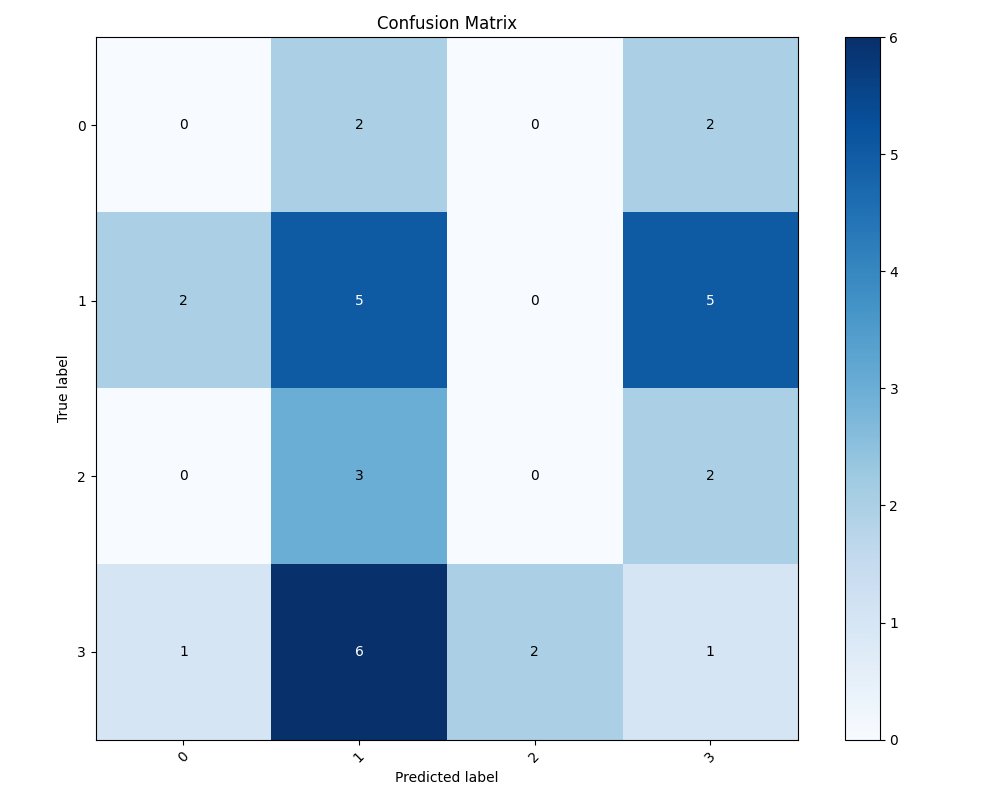 Confusion Matrix
0 0 2 0 2
1 2 5 0 5
2 0 3 0 2
3 1 6 2 1
0 1 2 3
True label
Predicted label
6
5
4
3
2
1
0